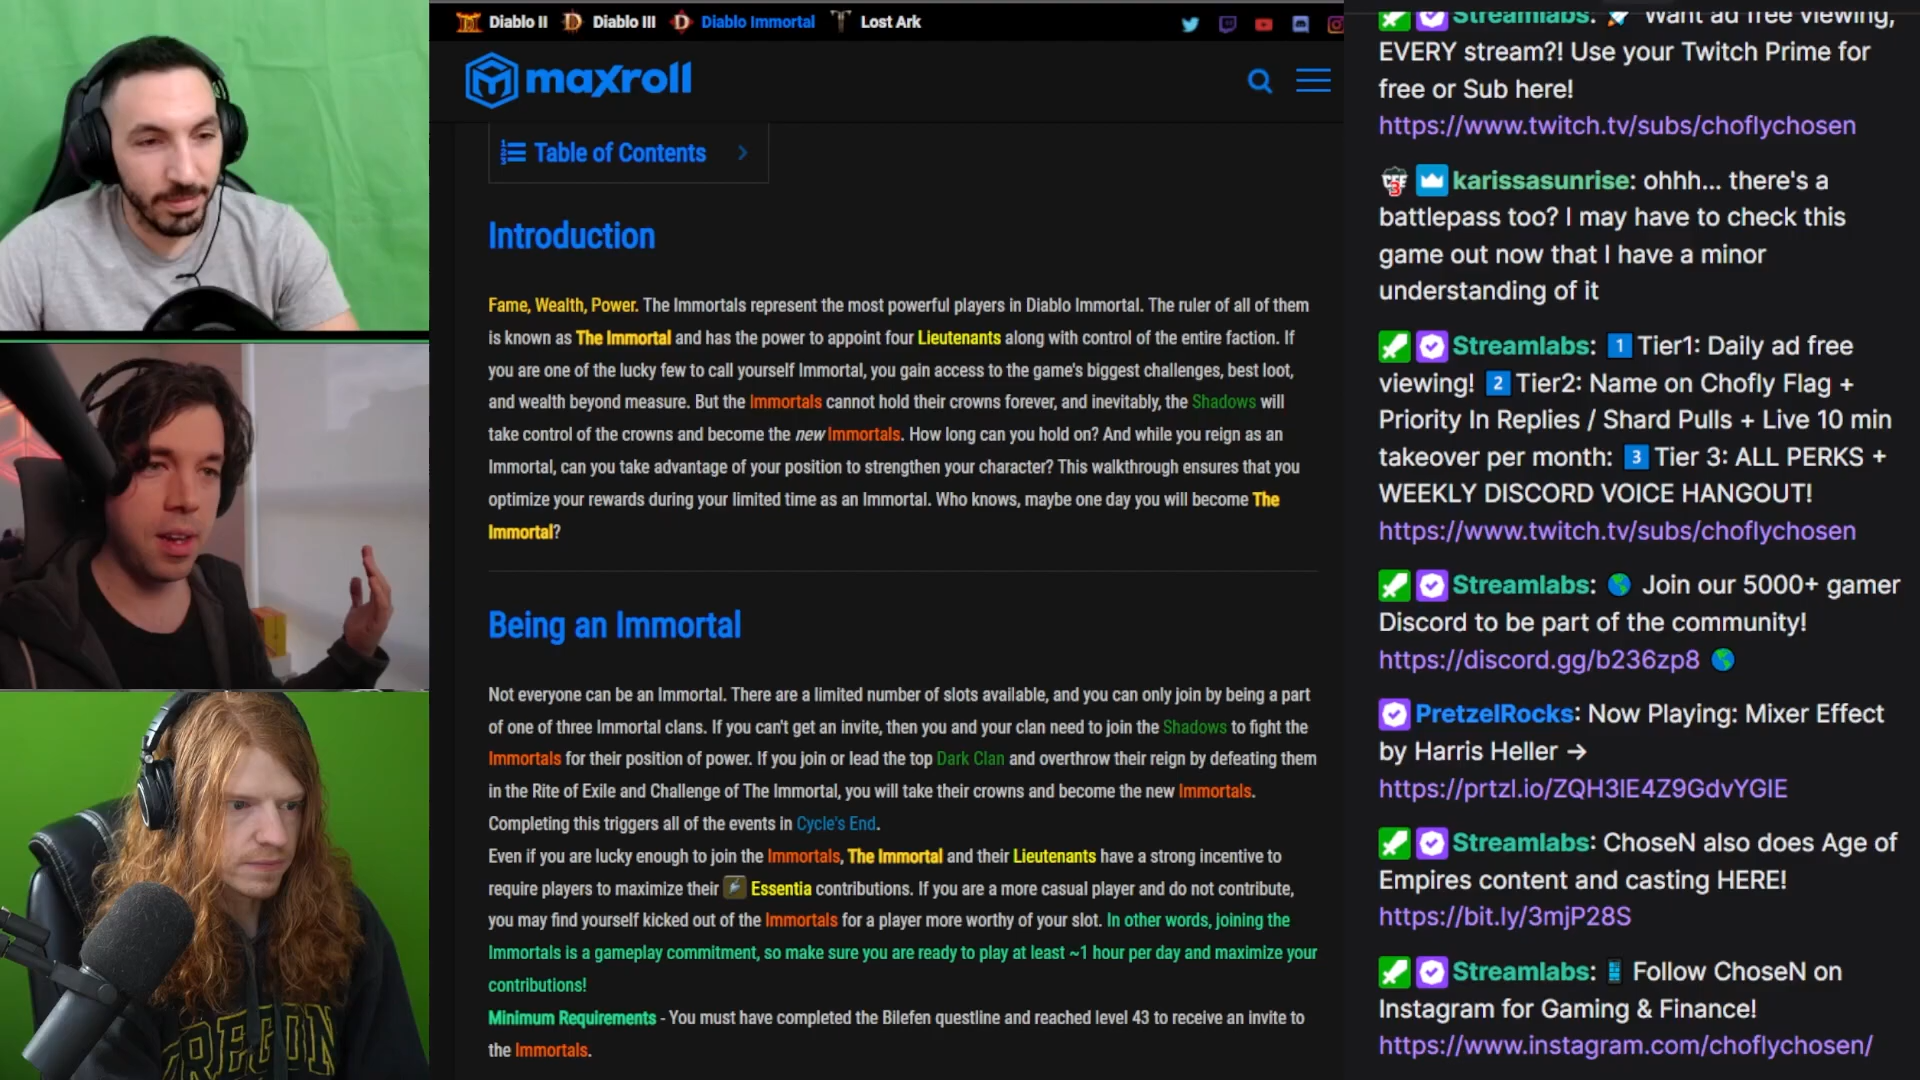 Diablo II Diablo III Diablo Immortal Lost Ark
maxroll
Table of Contents
Introduction
Fame, Wealth, Power. The Immortals represent the most powerful players in Diablo Immortal. The ruler of all of them
is known as The Immortal and has the power to appoint four Lieutenants along with control of the entire faction. If
you are one of the lucky few to call yourself Immortal, you gain access to the game's biggest challenges, best loot,
and wealth beyond measure. But the Immortals cannot hold their crowns forever, and inevitably, the Shadows will
take control of the crowns and become the new Immortals. How long can you hold on? And while you reign as an
Immortal, can you take advantage of your position to strengthen your character? This walkthrough ensures that you
optimize your rewards during your limited time as an Immortal. Who knows, maybe one day you will become The
Immortal?
Being an Immortal
Not everyone can be an Immortal. There are a limited number of slots available, and you can only join by being a part
of one of three Immortal clans. If you can't get an invite, then you and your clan need to join the Shadows to fight the
Immortals for their position of power. If you join or lead the top Dark Clan and overthrow their reign by defeating them
in the Rite of Exile and Challenge of The Immortal, you will take their crowns and become the new Immortals.
Completing this triggers all of the events in Cycle's End.
Even if you are lucky enough to join the Immortals, The Immortal and their Lieutenants have a strong incentive to
require players to maximize their Essentia contributions. If you are a more casual player and do not contribute,
you may find yourself kicked out of the Immortals for a player more worthy of your slot. In other words, joining the
Immortals is a gameplay commitment, so make sure you are ready to play at least ~1 hour per day and maximize your
contributions!
Minimum Requirements - You must have completed the Bilefen questline and reached level 43 to receive an invite to
the Immortals.
Streamlabs: 🚀 Want ad free viewing,
EVERY stream?! Use your Twitch Prime for
free or Sub here!
https://www.twitch.tv/subs/choflychosen
karissasunrise: ohhh... there's a
battlepass too? I may have to check this
game out now that I have a minor
understanding of it
Streamlabs: 1 Tier1: Daily ad free
viewing! 2 Tier2: Name on Chofly Flag +
Priority In Replies / Shard Pulls + Live 10 min
takeover per month: 3 Tier 3: ALL PERKS +
WEEKLY DISCORD VOICE HANGOUT!
https://www.twitch.tv/subs/choflychosen
Streamlabs: 🌎 Join our 5000+ gamer
Discord to be part of the community!
https://discord.gg/b236zp8 🌎
PretzelRocks: Now Playing: Mixer Effect
by Harris Heller →
https://prtzl.io/ZQH3IE4Z9GdvYGIE
Streamlabs: ChoseN also does Age of
Empires content and casting HERE!
https://bit.ly/3mjP28S
Streamlabs: 📱 Follow ChoseN on
Instagram for Gaming & Finance!
https://www.instagram.com/choflychosen/